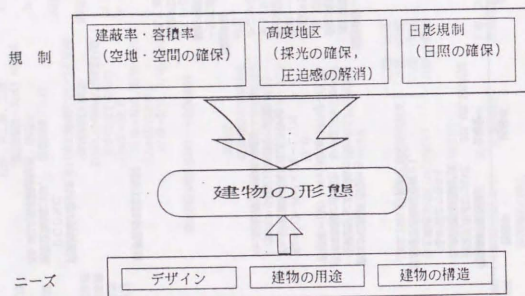 規 制
建蔽率・容積率
(空地・空間の確保)
高度地区
(採光の確保，
圧迫感の解消)
日影規制
(日照の確保)
建物の形態
ニーズ
デザイン
建物の用途
建物の構造